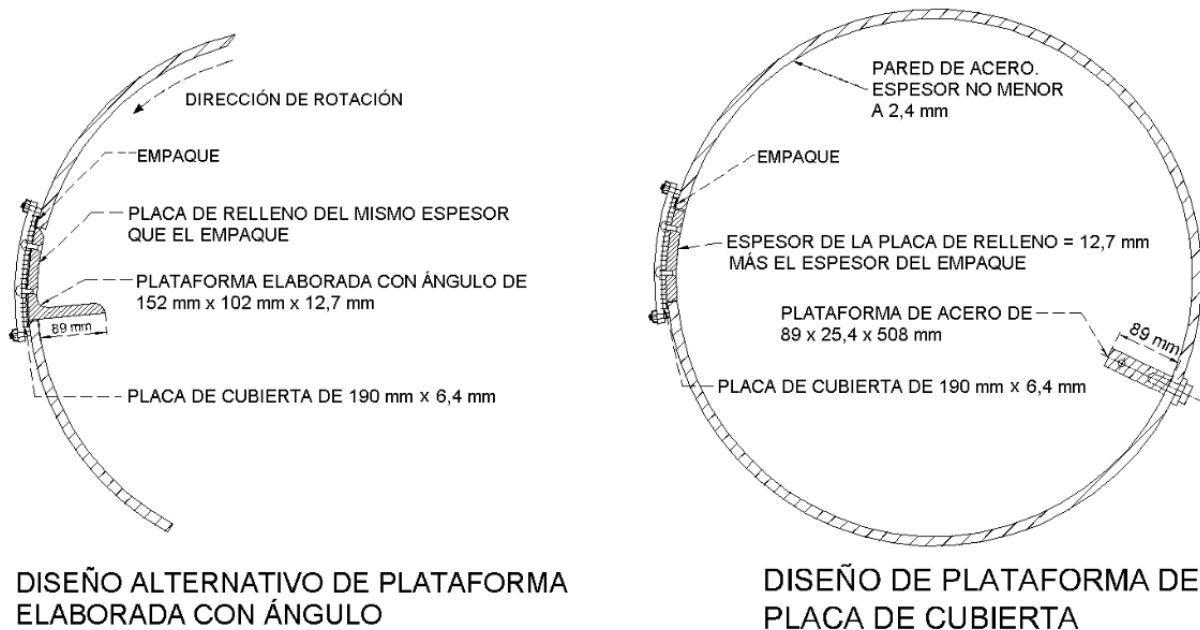 DIRECCIÓN DE ROTACIÓN
EMPAQUE
PLACA DE RELLENO DEL MISMO ESPESOR
QUE EL EMPAQUE
PLATAFORMA ELABORADA CON ÁNGULO DE
152 mm x 102 mm x 12,7 mm
89 mm
PLACA DE CUBIERTA DE 190 mm x 6,4 mm
DISEÑO ALTERNATIVO DE PLATAFORMA
ELABORADA CON ÁNGULO
PARED DE ACERO.
ESPESOR NO MENOR
A 2,4 mm
EMPAQUE
ESPESOR DE LA PLACA DE RELLENO = 12,7 mm
MÁS EL ESPESOR DEL EMPAQUE
PLATAFORMA DE ACERO DE
89 x 25,4 x 508 mm
89 mm
PLACA DE CUBIERTA DE 190 mm x 6,4 mm
DISEÑO DE PLATAFORMA DE
PLACA DE CUBIERTA